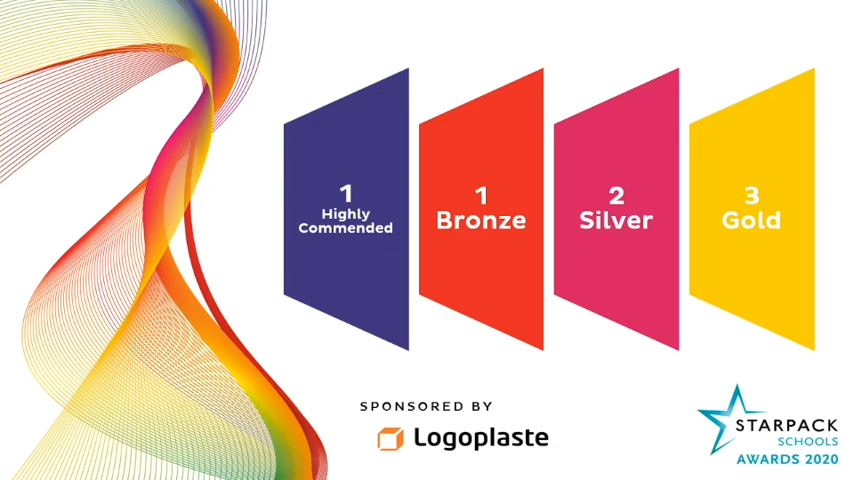 1
Highly
Commended
1
Bronze
2
Silver
3
Gold
SPONSORED BY
Logoplaste
STARPACK
SCHOOLS
AWARDS 2020